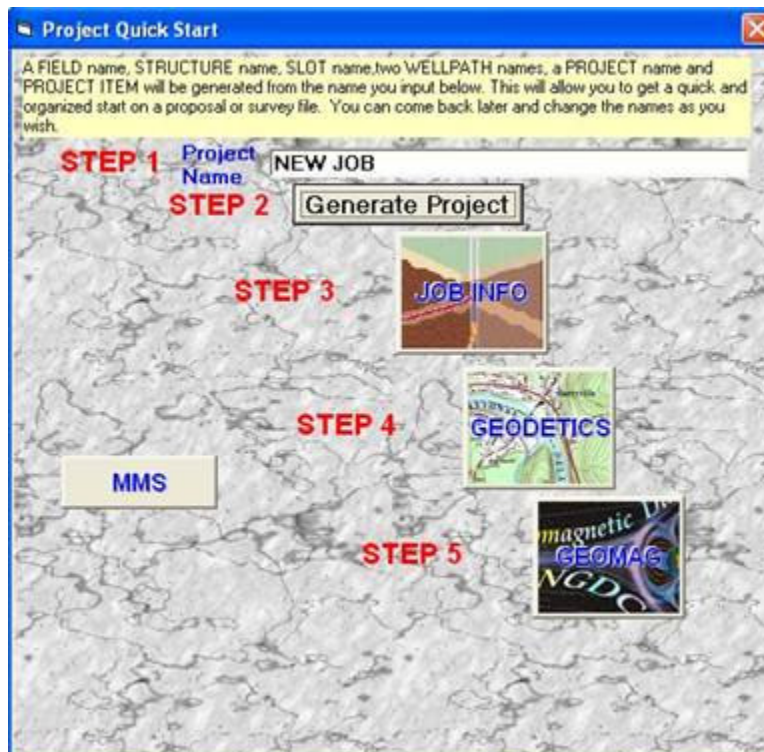 Project Quick Start
A FIELD name, STRUCTURE name, SLOT name,two WELLPATH names, a PROJECT name and
PROJECT ITEM will be generated from the name you input below. This will allow you to get a quick and
organized start on a proposal or survey file. You can come back later and change the names as you
wish.
STEP 1
Project
Name
NEW JOB
STEP 2
Generate Project
STEP 3
JOB INFO
STEP 4
GEODETICS
MMS
STEP 5
magnetic
GEOMAG
NGDC